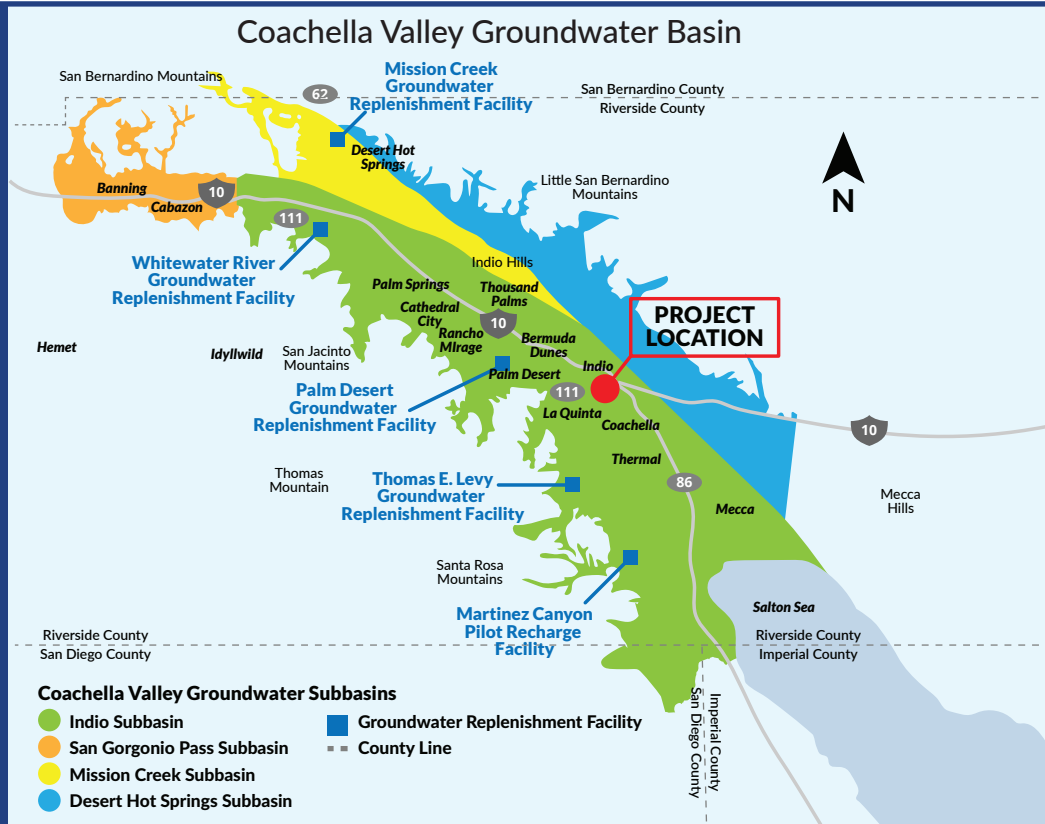 Coachella Valley Groundwater Basin
San Bernardino Mountains
62
Mission Creek
Groundwater
Replenishment Facility
San Bernardino County
Riverside County
Desert Hot
Springs
Little San Bernardino
Mountains
N
Banning
Cabazon
10
111
Whitewater River
Groundwater
Replenishment Facility
Indio Hills
Palm Springs
Thousand
Palms
Cathedral
City
10
Rancho
MIrage
Bermuda
Dunes
PROJECT
LOCATION
Hemet
Idyllwild
San Jacinto
Mountains
Indio
Palm Desert
111
Palm Desert
Groundwater
Replenishment Facility
La Quinta
Coachella
10
Thermal
Thomas
Mountain
Thomas E. Levy
Groundwater
Replenishment Facility
86
Mecca
Mecca
Hills
Santa Rosa
Mountains
Martinez Canyon
Pilot Recharge
Facility
Salton Sea
Riverside County
San Diego County
Riverside County
Imperial County
San Diego County
Imperial County
Coachella Valley Groundwater Subbasins
Indio Subbasin
San Gorgonio Pass Subbasin
Mission Creek Subbasin
Desert Hot Springs Subbasin
Groundwater Replenishment Facility
County Line